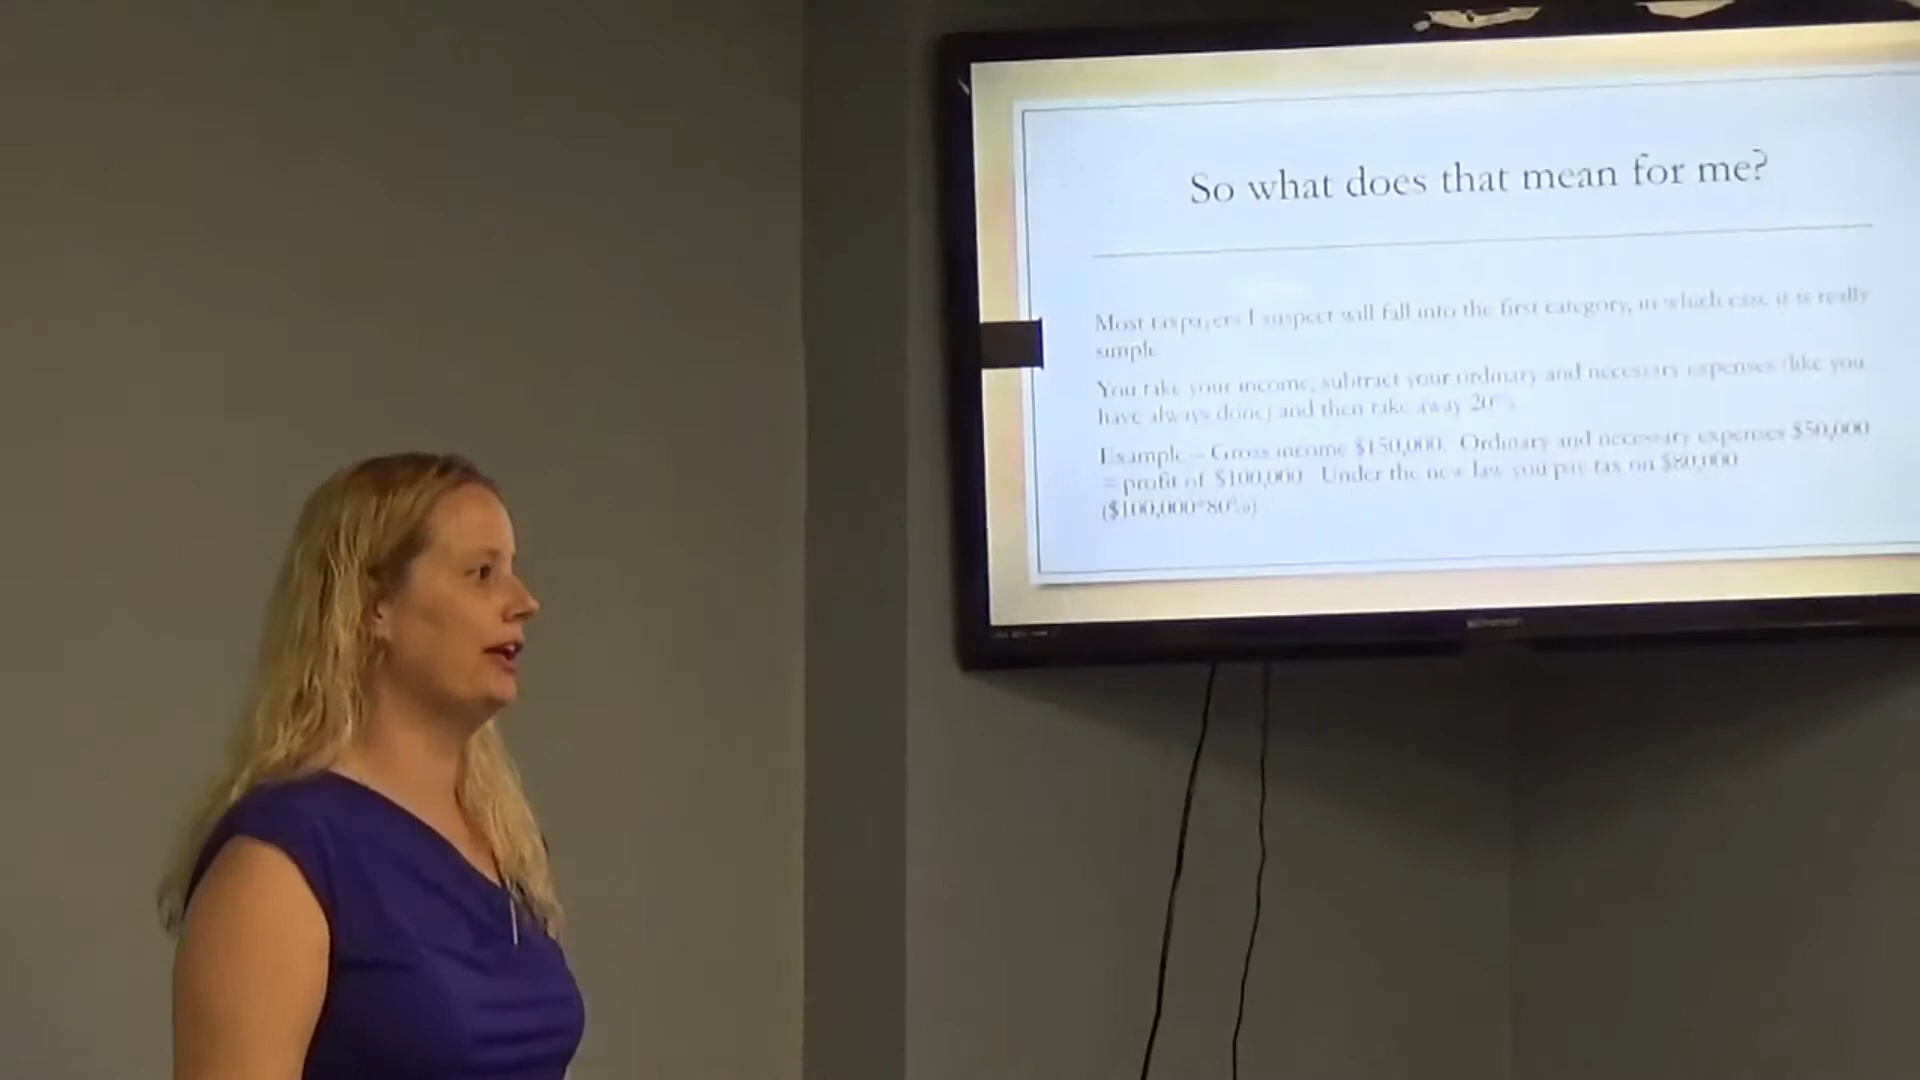 So what does that mean for me?
Most taxpayers I suspect will fall into the first category, in which case it is really
simple
You take your income, subtract your ordinary and necessary expenses (like you
have always done) and then take away 20%.
Example – Gross income $150,000. Ordinary and necessary expenses $50,000
= profit of $100,000 Under the new law you pay tax on $80,000
($100,000*80%)